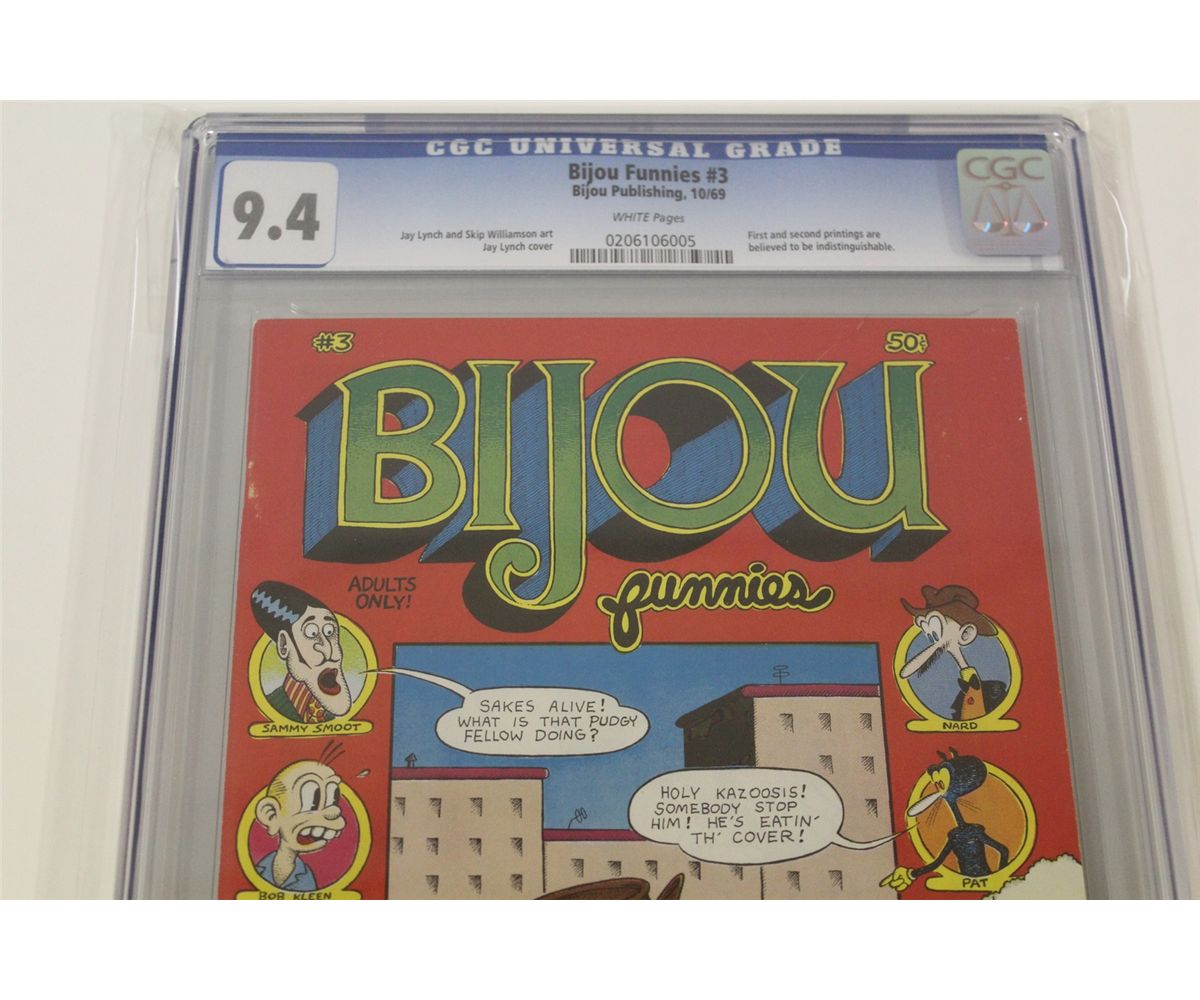 CGC UNIVERSAL GRADE
9.4
Bijou Funnies #3
Bijou Publishing, 10/69
WHITE Pages
Jay Lynch and Skip Williamson art
Jay Lynch cover
0206106005
First and second printings are
believed to be indistinguishable.
CGC
#3
50¢
BIJOU
funnies
ADULTS
ONLY!
SAMMY SMOOT
SAKES ALIVE!
WHAT IS THAT PUDGY
FELLOW DOING?
NARD
HOLY KAZOOSIS!
SOMEBODY STOP
HIM! HE'S EATIN'
TH' COVER!
BOB KLEEN
PAT